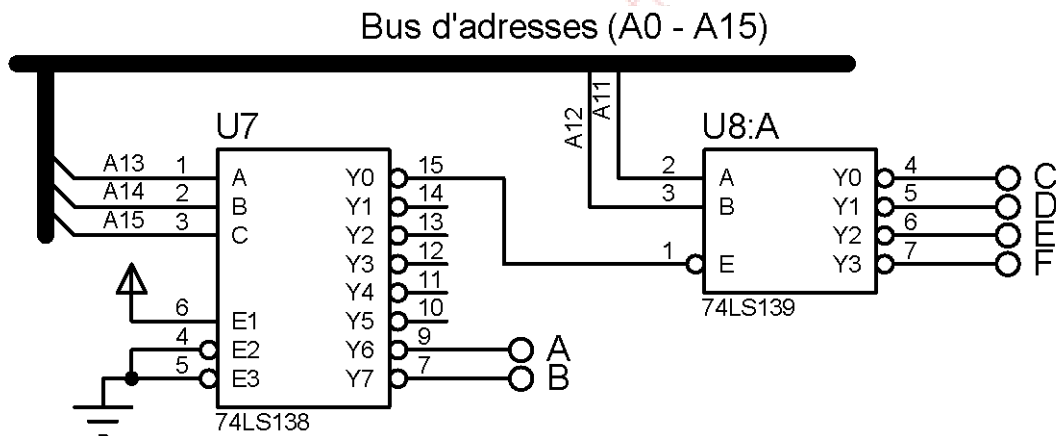 Bus d'adresses (A0 - A15)
A12
A11
U7
U8:A
A13 1 A Y0 15
A14 2 B Y1 14
A15 3 C Y2 13
Y3 12
Y4 11
6 E1 Y5 10
4 E2 Y6 9 A
5 E3 Y7 7 B
74LS138
2 A Y0 4 C
3 B Y1 5 D
Y2 6 E
1 E Y3 7 F
74LS139